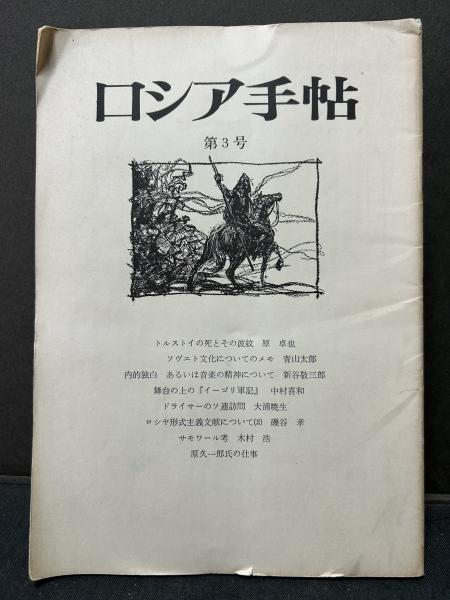 ロシア手帖
第3号
トルストイの死とその波紋 原 卓也
ソヴェト文化についてのメモ 青山太郎
内的独白 あるいは音楽の精神について 新谷敬三郎
舞台の上の『イーゴリ軍記』 中村喜和
ドライサーのソ連訪問 大浦暁生
ロシヤ形式主義文献について⑵ 磯谷 孝
サモワール考 木村 浩
原久一郎氏の仕事